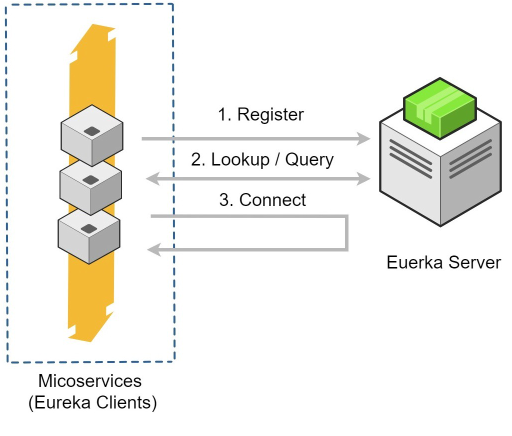 1. Register
2. Lookup / Query
3. Connect
Euerka Server
Micoservices
(Eureka Clients)